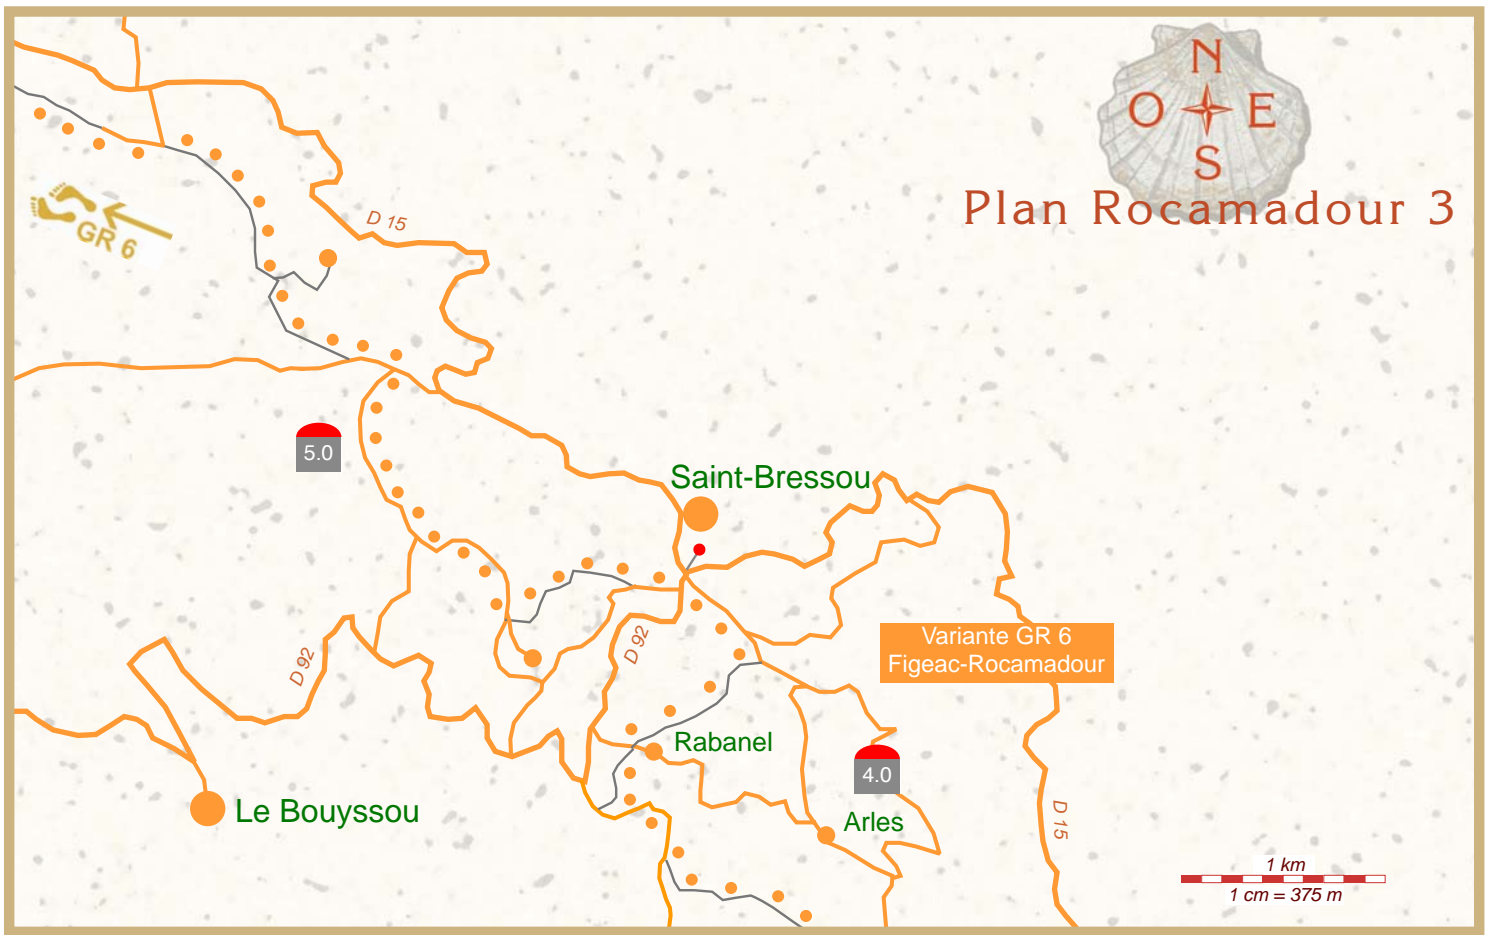 N
O E
S
Plan Rocamadour 3
D 15
GR 6
5.0
Saint-Bressou
Variante GR 6
Figeac-Rocamadour
D 92
D 92
Rabanel
4.0
Le Bouyssou
Arles
D 15
1 km
1 cm = 375 m